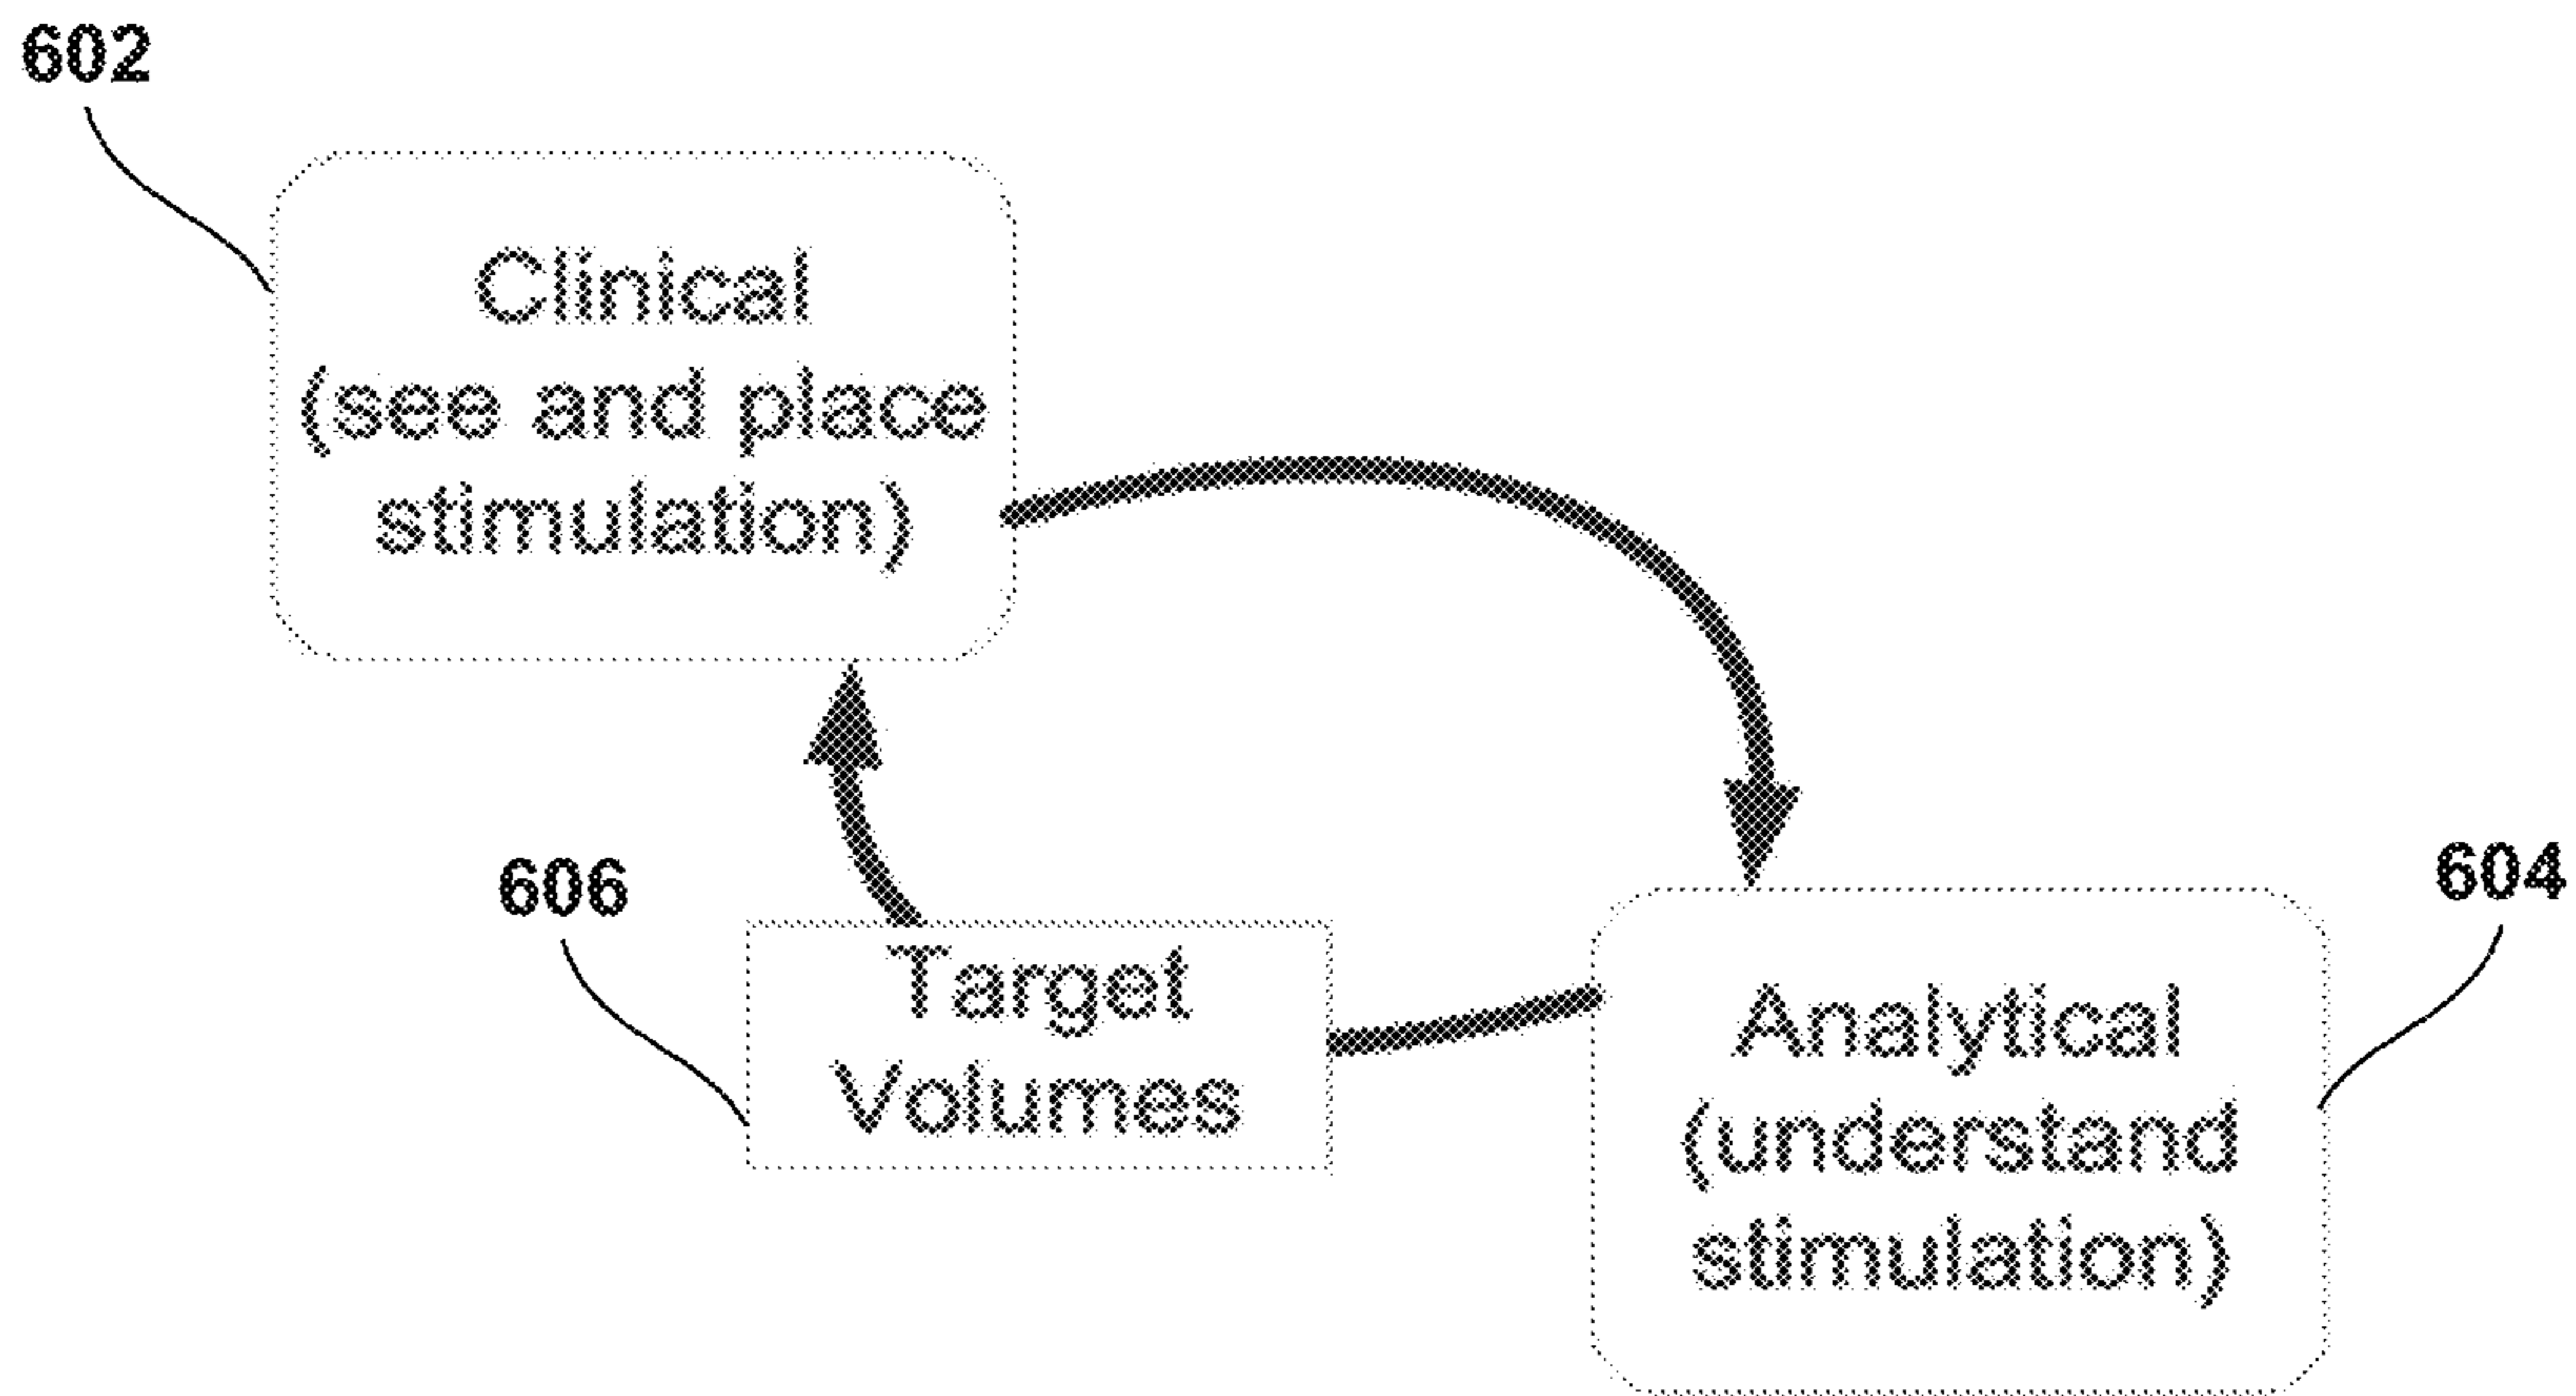 602
Clinical
(see and place
stimulation)
606
Target
Volumes
604
Analytical
(understand
stimulation)